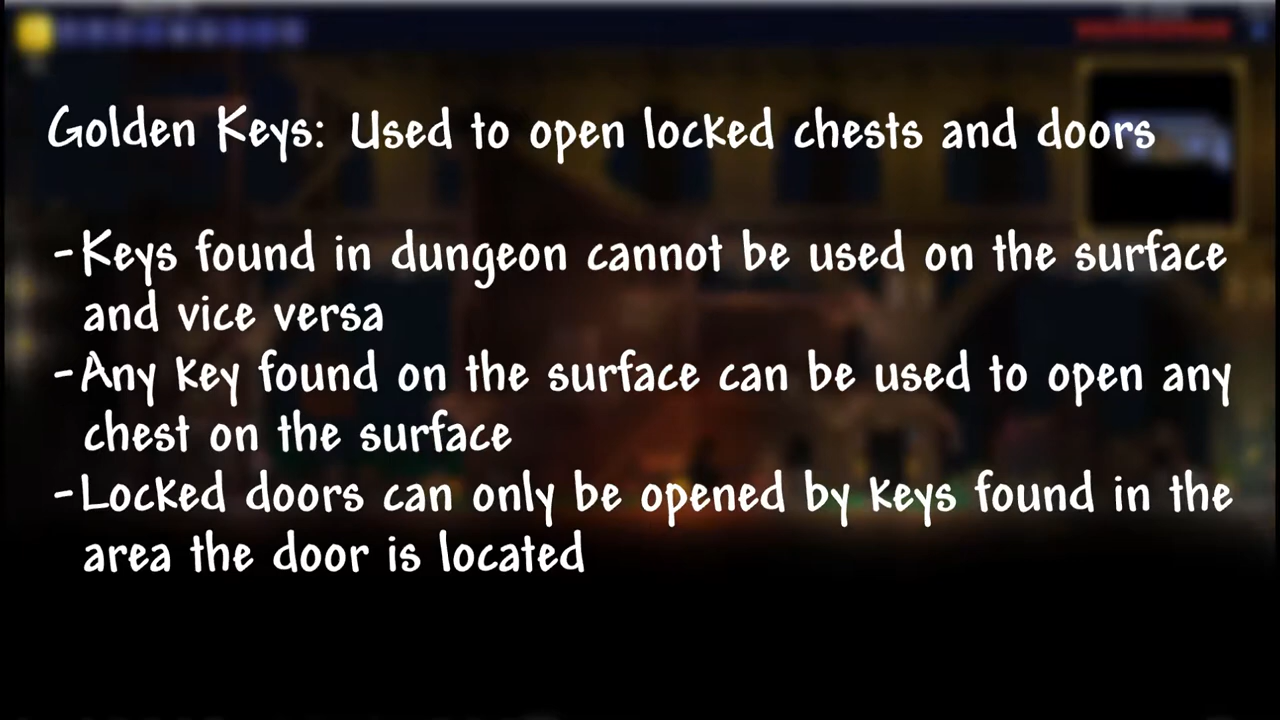 Golden Keys: Used to open locked chests and doors
-Keys found in dungeon cannot be used on the surface
and vice versa
-Any key found on the surface can be used to open any
chest on the surface
-Locked doors can only be opened by keys found in the
area the door is located